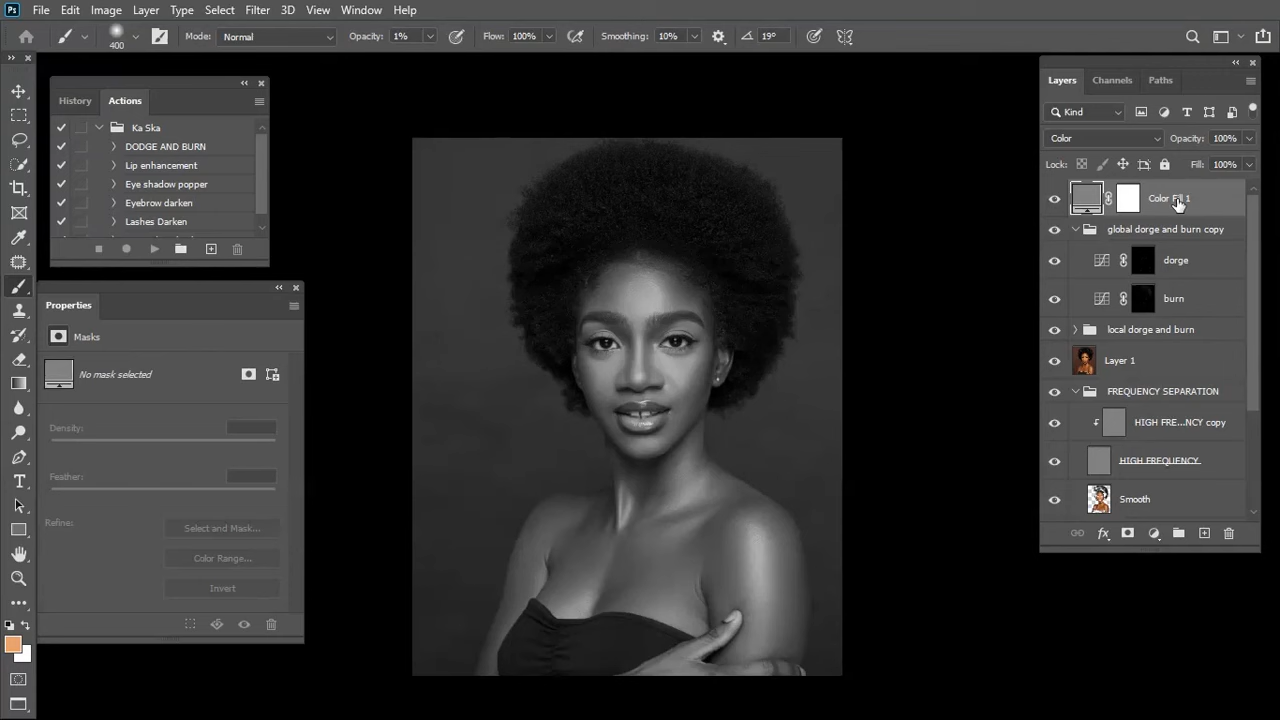 Ps File Edit Image Layer Type Select Filter 3D View Window Help
400 Mode: Normal Opacity: 1% Flow: 100% Smoothing: 10% 19°
History Actions
Ka Ska
DODGE AND BURN
Lip enhancement
Eye shadow popper
Eyebrow darken
Lashes Darken
Properties
Masks
No mask selected
Density:
Feather:
Refine:
Select and Mask...
Color Range...
Invert
Layers Channels Paths
Kind
Color Opacity: 100%
Lock: Fill: 100%
Color Fill 1
global dorge and burn copy
dorge
burn
local dorge and burn
Layer 1
FREQUENCY SEPARATION
HIGH FRE...NCY copy
HIGH FREQUENCY
Smooth
fx